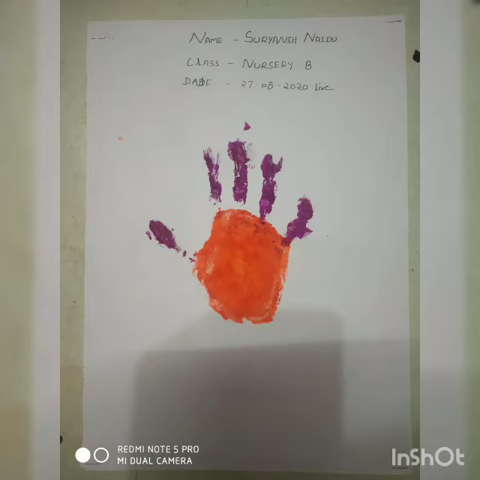 NAME - SURYANSH NAIDU
CLASS - NURSERY B
DATE - 27.08.2020 live
REDMI NOTE 5 PRO
MI DUAL CAMERA
InShOt